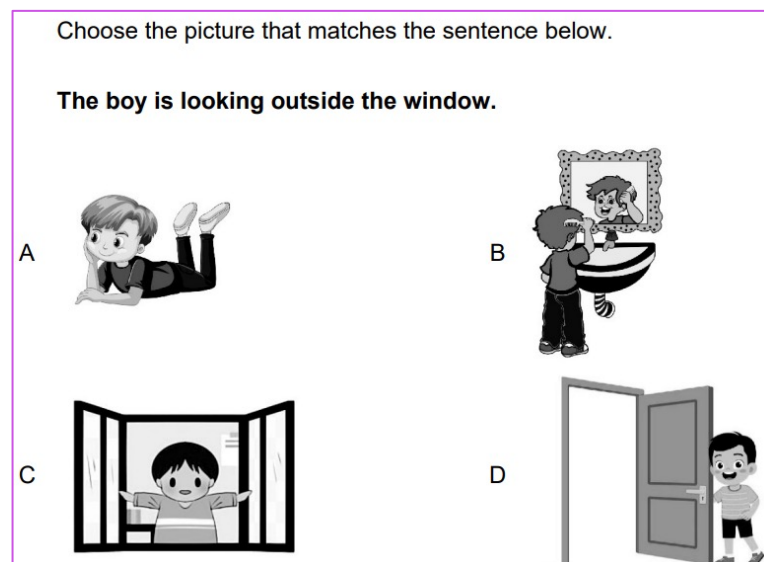 Choose the picture that matches the sentence below.
The boy is looking outside the window.
A
B
C
D